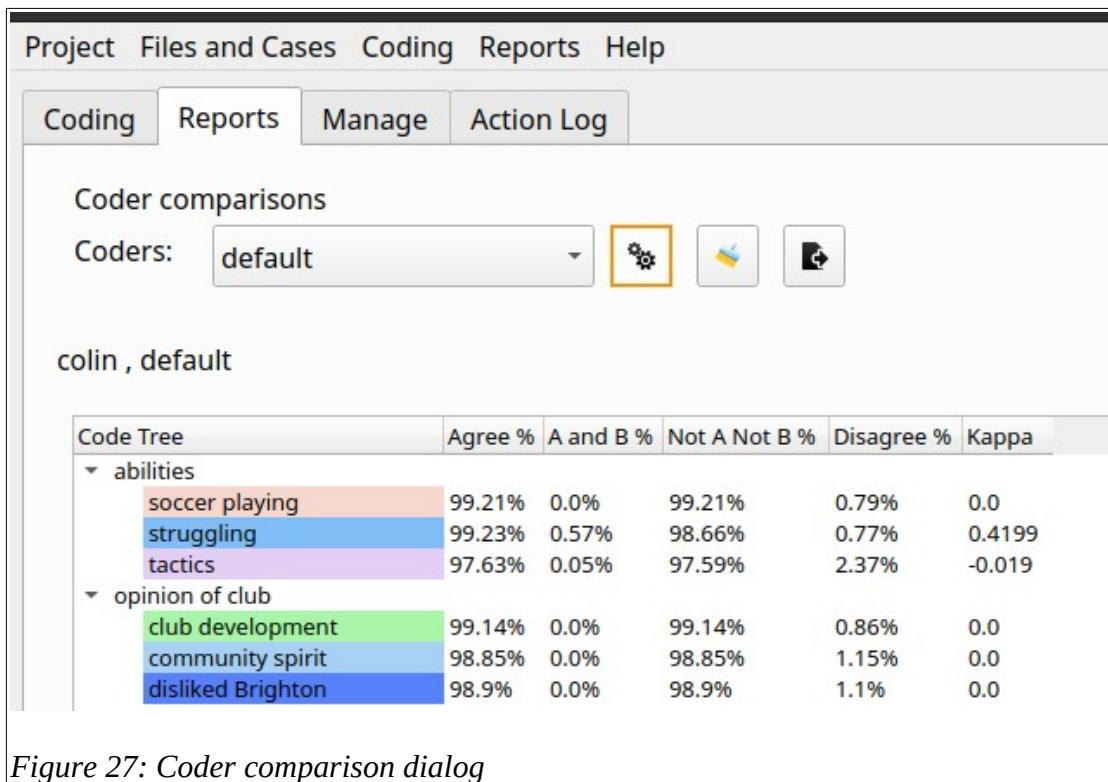 Project Files and Cases Coding Reports Help
Coding Reports Manage Action Log
Coder comparisons
Coders: default
colin , default
Code Tree Agree % A and B % Not A Not B % Disagree % Kappa
abilities
soccer playing 99.21% 0.0% 99.21% 0.79% 0.0
struggling 99.23% 0.57% 98.66% 0.77% 0.4199
tactics 97.63% 0.05% 97.59% 2.37% -0.019
opinion of club
club development 99.14% 0.0% 99.14% 0.86% 0.0
community spirit 98.85% 0.0% 98.85% 1.15% 0.0
disliked Brighton 98.9% 0.0% 98.9% 1.1% 0.0
Figure 27: Coder comparison dialog